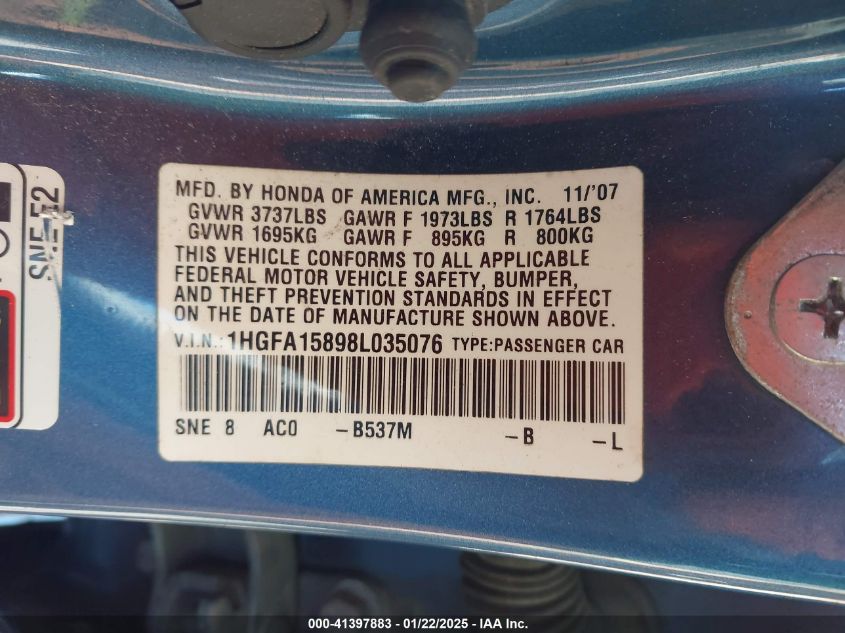 SNE F2
MFD. BY HONDA OF AMERICA MFG., INC. 11/'07
GVWR 3737LBS GAWR F 1973LBS R 1764LBS
GVWR 1695KG GAWR F 895KG R 800KG
THIS VEHICLE CONFORMS TO ALL APPLICABLE
FEDERAL MOTOR VEHICLE SAFETY, BUMPER,
AND THEFT PREVENTION STANDARDS IN EFFECT
ON THE DATE OF MANUFACTURE SHOWN ABOVE.
V.I.N.: 1HGFA15898L035076 TYPE:PASSENGER CAR
SNE 8 AC0 -B537M -B -L
000-41397883 - 01/22/2025 - IAA Inc.